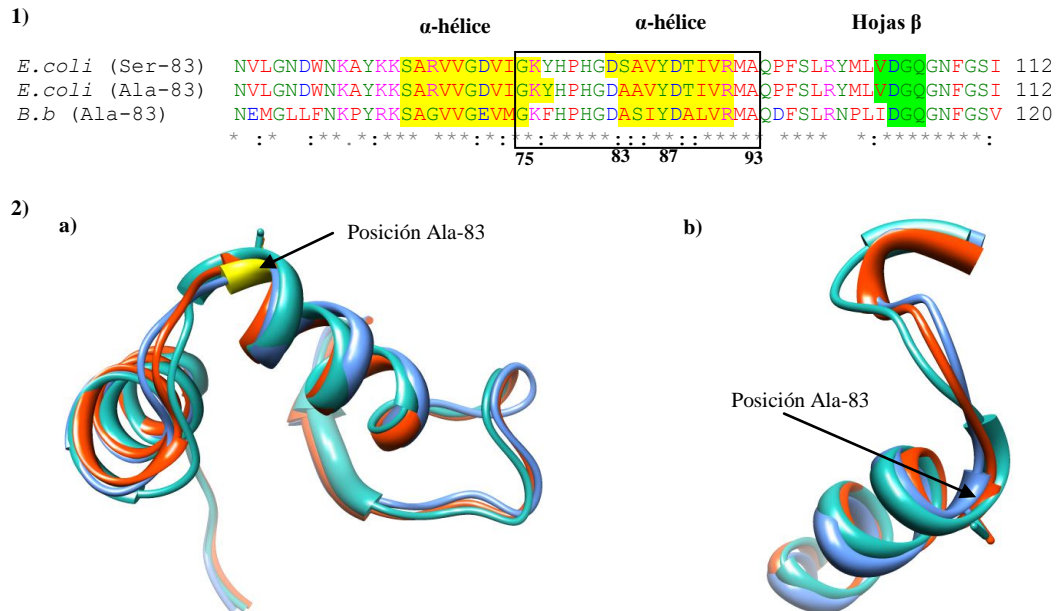 1)
α-hélice α-hélice Hojas β
E.coli (Ser-83) NVLGNDWNKAYKKSARVVGDVIGKYHPHGDSAVYDTIVRMAQPFSLRYMLVDGQGNFGSI 112
E.coli (Ala-83) NVLGNDWNKAYKKSARVVGDVIGKYHPHGDAAVYDTIVRMAQPFSLRYMLVDGQGNFGSI 112
B.b (Ala-83) NEMGLLFNKPYRKSAGVVGEVMGKFHPHGDASIYDALVRMAQDFSLRNPLIDGQGNFGSV 120
* :*  :**.*:*** ***:*:**:*****:::**::***** ****  *:********:
75 83 87 93
2)
a) b)
Posición Ala-83
Posición Ala-83